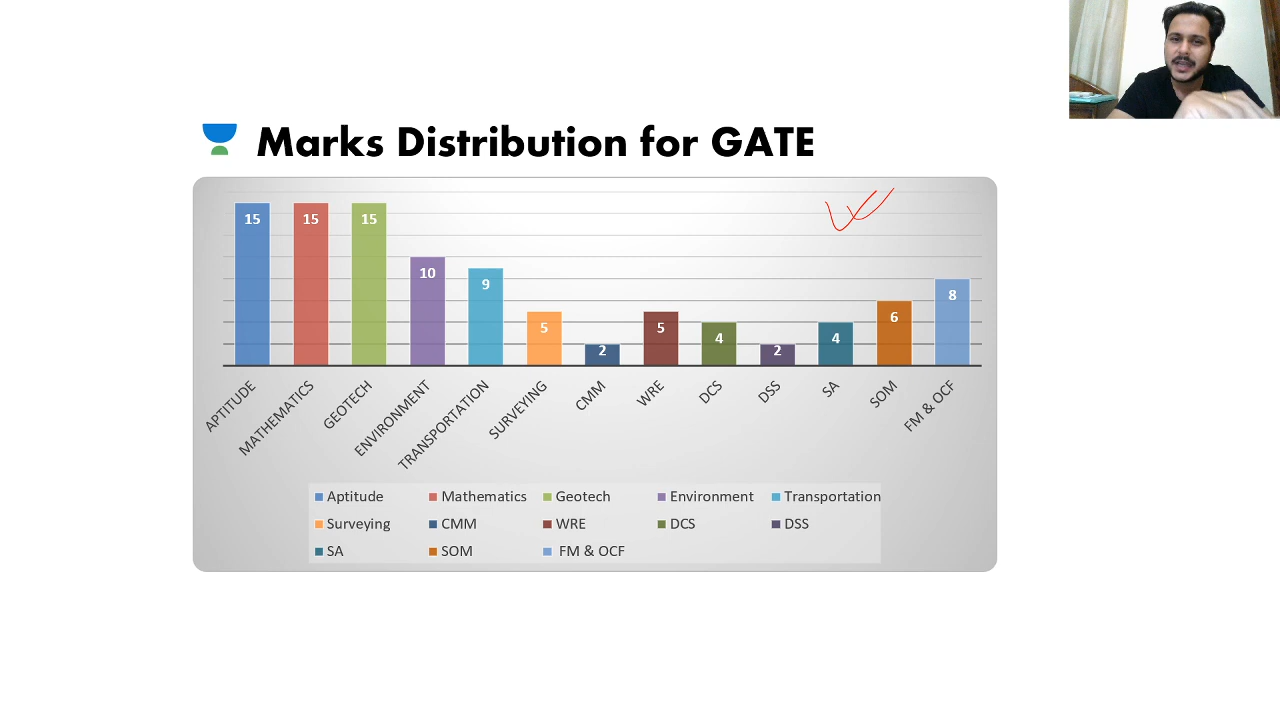 Marks Distribution for GATE
15 15 15 10 9 5 2 5 4 2 4 6 8
APTITUDE MATHEMATICS GEOTECH ENVIRONMENT TRANSPORTATION SURVEYING CMM WRE DCS DSS SA SOM FM & OCF
Aptitude Mathematics Geotech Environment Transportation
Surveying CMM WRE DCS DSS
SA SOM FM & OCF